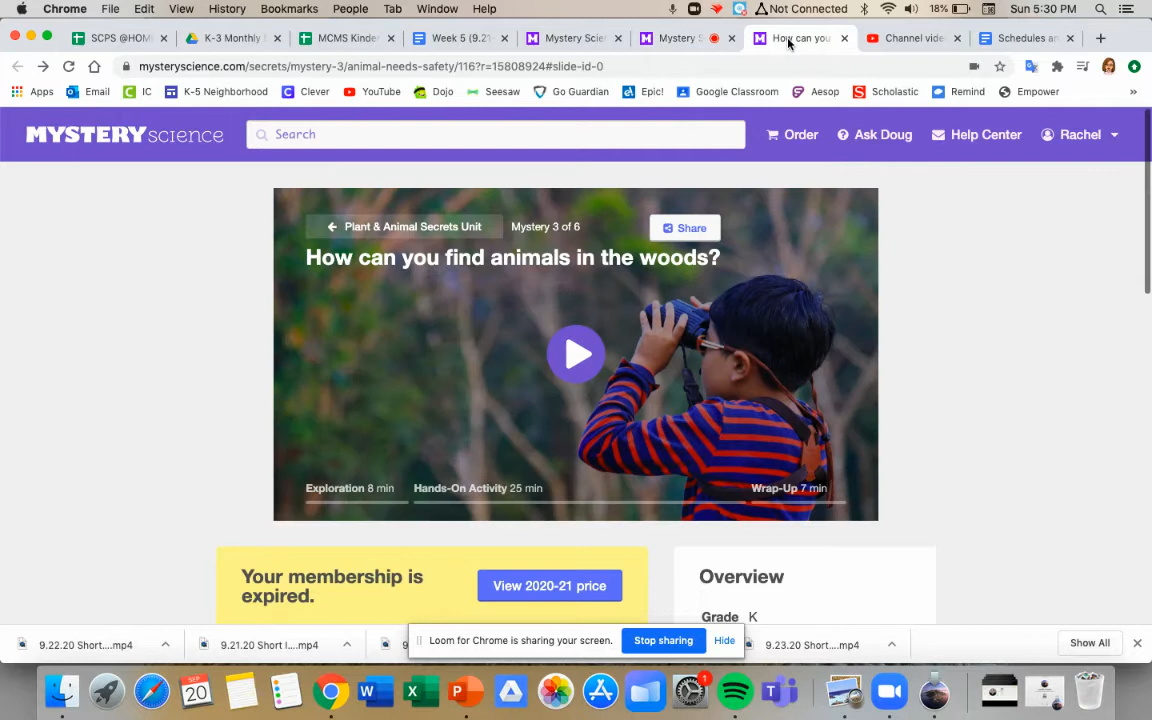 Chrome File Edit View History Bookmarks People Tab Window Help Not Connected 18% Sun 5:30 PM
SCPS @HOM K-3 Monthly MCMS Kinder Week 5 (9.21 Mystery Scie Mystery S How can you Channel vide Schedules an
mysteryscience.com/secrets/mystery-3/animal-needs-safety/116?r=15808924#slide-id-0
Apps Email IC K-5 Neighborhood Clever YouTube Dojo Seesaw Go Guardian Epic! Google Classroom Aesop Scholastic Remind Empower »
MYSTERY science Search Order Ask Doug Help Center Rachel
Plant & Animal Secrets Unit Mystery 3 of 6 Share
How can you find animals in the woods?
Exploration 8 min Hands-On Activity 25 min Wrap-Up 7 min
Your membership is
expired.
View 2020-21 price
Overview
Grade K
Loom for Chrome is sharing your screen. Stop sharing Hide
9.22.20 Short....mp4 9.21.20 Short I....mp4 9.23.20 Short....mp4 Show All
SEP
20
1